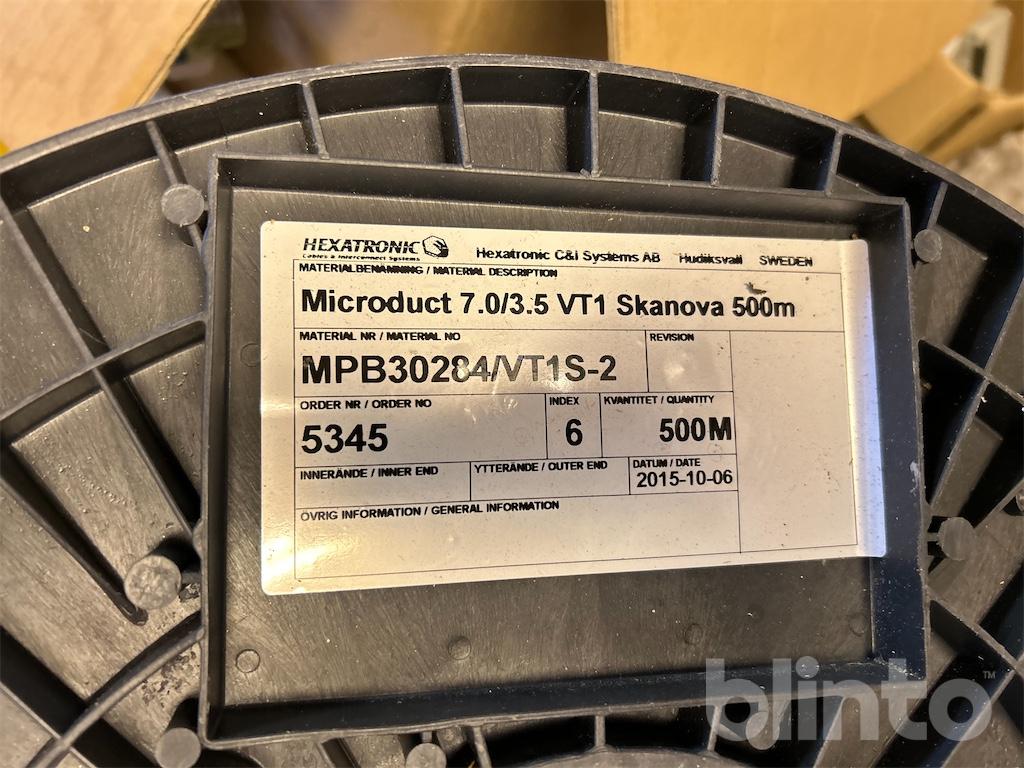 HEXATRONIC
Cables & Interconnect Systems
Hexatronic C&I Systems AB Hudiksvall SWEDEN
MATERIALBENÄMNING / MATERIAL DESCRIPTION
Microduct 7.0/3.5 VT1 Skanova 500m
MATERIAL NR / MATERIAL NO
REVISION
MPB30284/VT1S-2
ORDER NR / ORDER NO
INDEX
KVANTITET / QUANTITY
5345
6
500M
INNERÄNDE / INNER END
YTTERÄNDE / OUTER END
DATUM / DATE
2015-10-06
ÖVRIG INFORMATION / GENERAL INFORMATION
blinto™